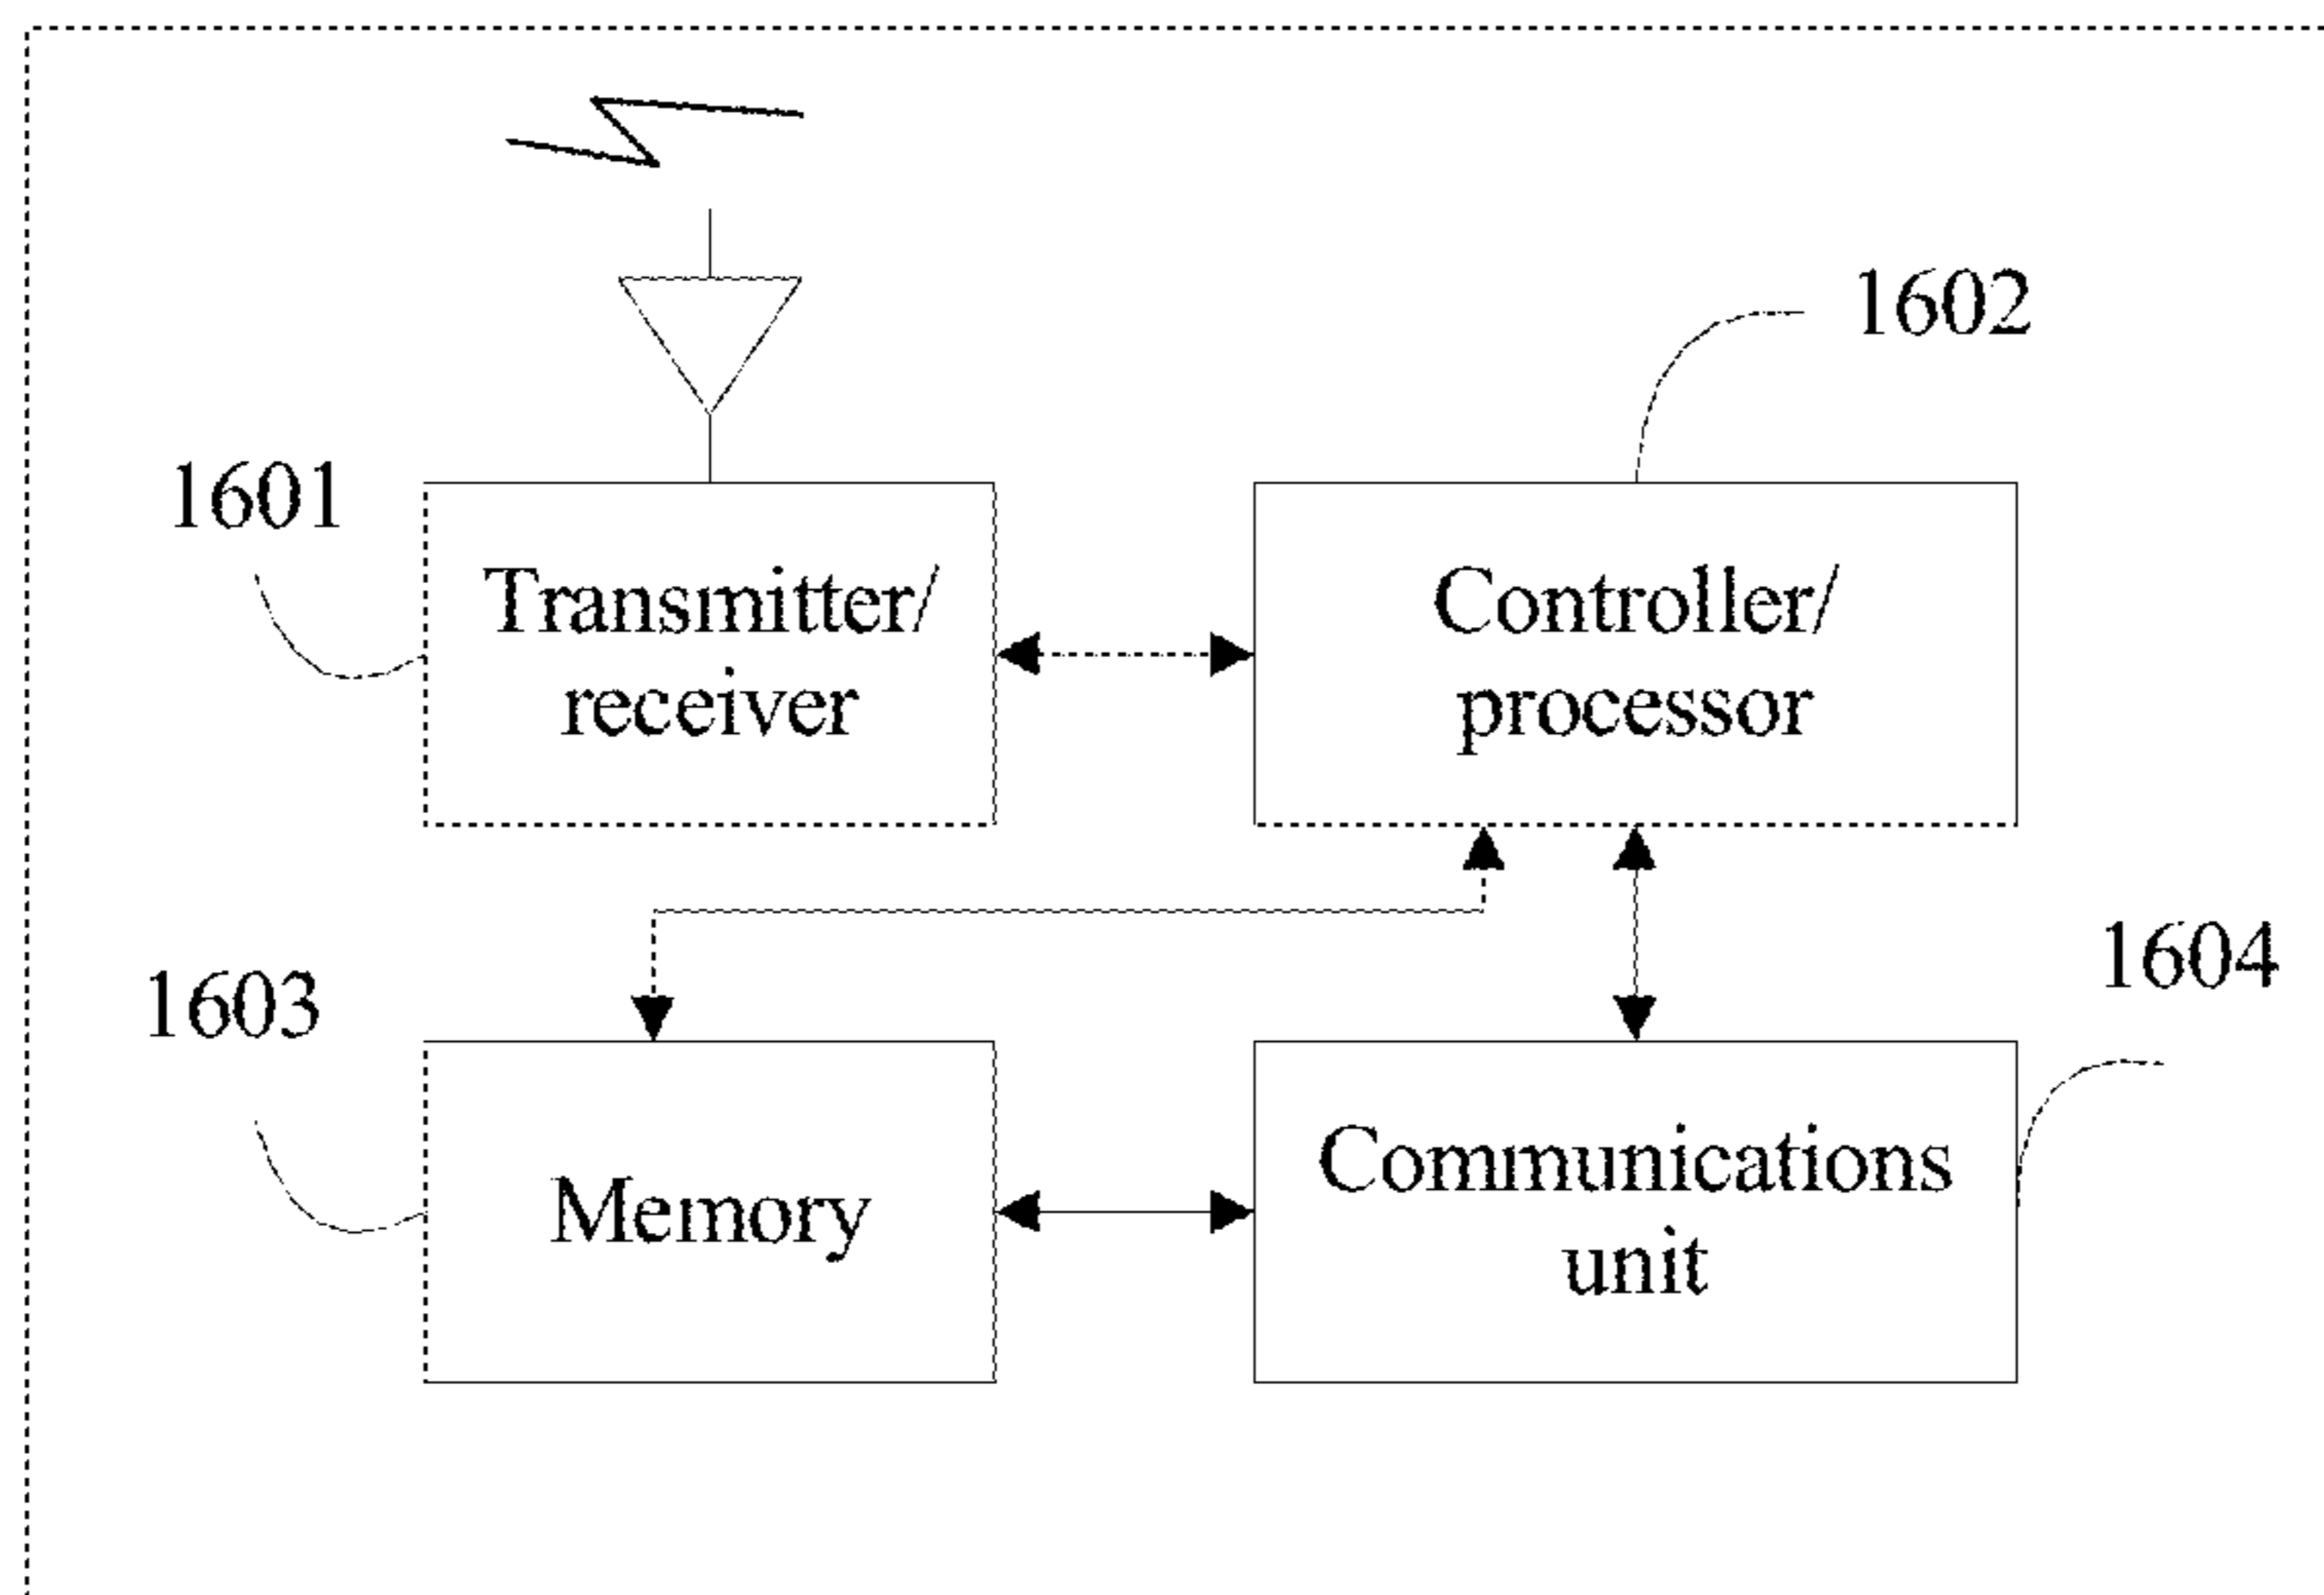 1602
1601
Transmitter/
receiver
Controller/
processor
1603
1604
Memory
Communications
unit